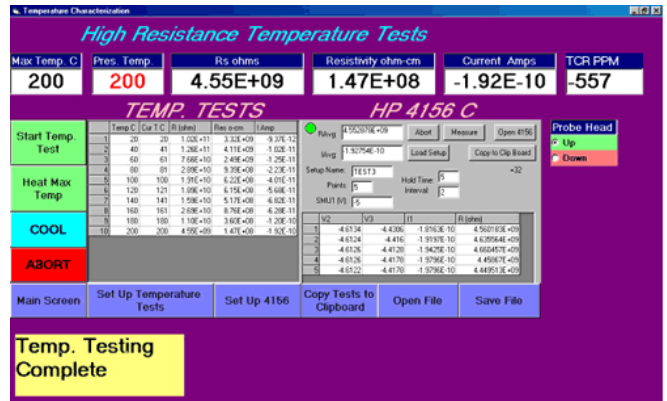 Temperature Characterization
High Resistance Temperature Tests
Max Temp. C Pres. Temp. Rs ohms Resistivity ohm-cm Current Amps TCR PPM
200 200 4.55E+09 1.47E+08 -1.92E-10 -557
TEMP. TESTS HP 4156 C
Start Temp. Test
Heat Max Temp
COOL
ABORT
Temp C Cur T C R (ohm) Res o-cm I Amp
1 20 20 1.02E+11 3.32E+09 -9.37E-12
2 40 41 1.26E+11 4.11E+09 -1.02E-11
3 60 61 7.66E+10 2.49E+09 -1.25E-11
4 80 81 2.89E+10 9.39E+08 -2.23E-11
5 100 100 1.91E+10 6.22E+08 -4.01E-11
6 120 121 1.89E+10 6.15E+08 -5.60E-11
7 140 141 1.59E+10 5.17E+08 -6.82E-11
8 160 161 2.69E+10 8.76E+08 -4.28E-11
9 180 180 1.10E+10 3.60E+08 -1.20E-10
10 200 200 4.55E+09 1.47E+08 -1.92E-10
RAvg 4.552879E+09 Abort Measure Open 4156
IAvg -1.92754E-10 Load Setup Copy to Clip Board
Setup Name: TEST3 +32
Points: 5 Hold Time: 5
SMU1 (V): -5 Interval: 2
V2 V3 I1 R (ohm)
1 -4.6134 -4.4386 -1.8163E-10 4.560183E+09
2 -4.6124 -4.416 -1.9197E-10 4.635564E+09
3 -4.6126 -4.4128 -1.9425E-10 4.660457E+09
4 -4.6126 -4.4178 -1.9796E-10 4.45867E+09
5 -4.6122 -4.4178 -1.9796E-10 4.449513E+09
Probe Head
Up
Down
Main Screen Set Up Temperature Tests Set Up 4156 Copy Tests to Clipboard Open File Save File
Temp. Testing
Complete